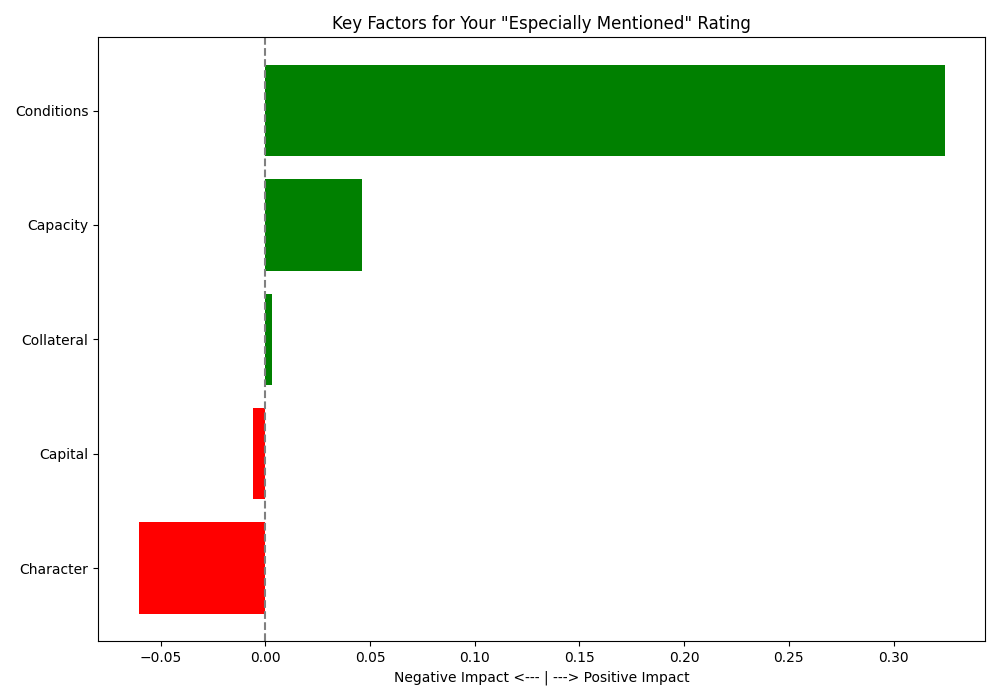 Key Factors for Your "Especially Mentioned" Rating
Conditions
Capacity
Collateral
Capital
Character
−0.05 0.00 0.05 0.10 0.15 0.20 0.25 0.30
Negative Impact <--- | ---> Positive Impact